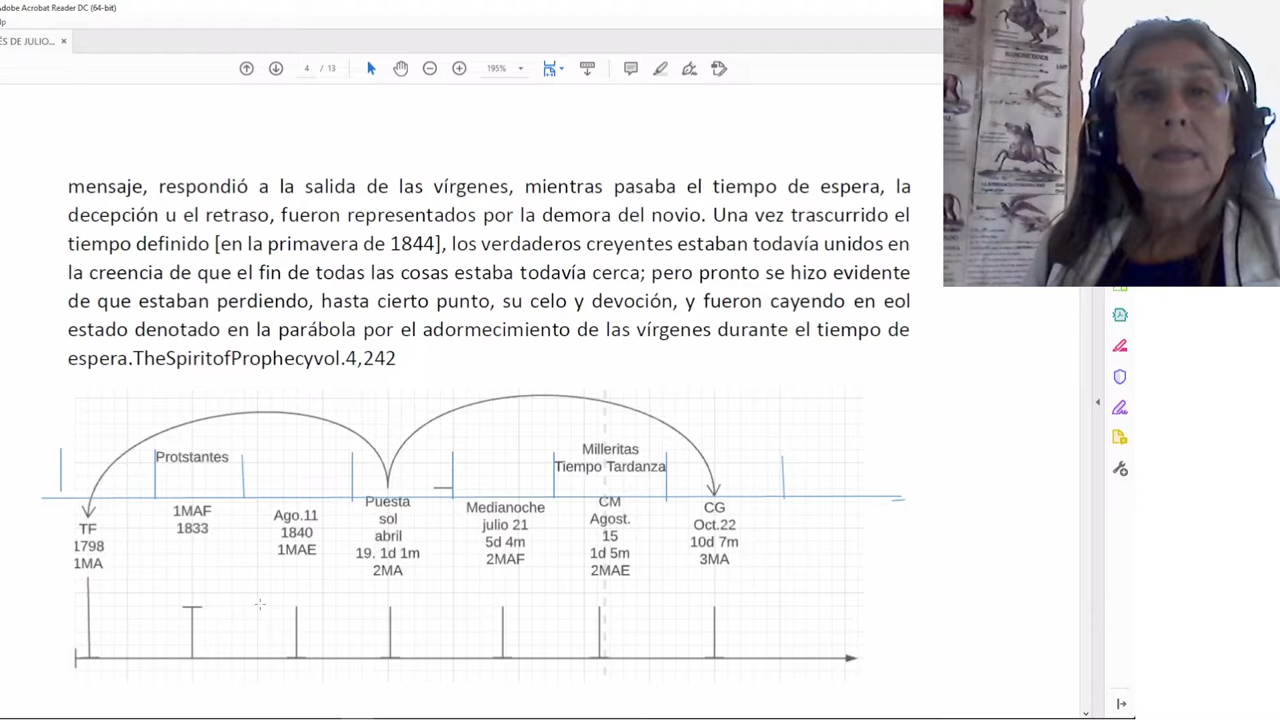 Adobe Acrobat Reader DC (64-bit)
lp
ÉS DE JULIO... ×
4 / 13
195%
mensaje, respondió a la salida de las vírgenes, mientras pasaba el tiempo de espera, la
decepción u el retraso, fueron representados por la demora del novio. Una vez trascurrido el
tiempo definido [en la primavera de 1844], los verdaderos creyentes estaban todavía unidos en
la creencia de que el fin de todas las cosas estaba todavía cerca; pero pronto se hizo evidente
de que estaban perdiendo, hasta cierto punto, su celo y devoción, y fueron cayendo en eol
estado denotado en la parábola por el adormecimiento de las vírgenes durante el tiempo de
espera.TheSpiritofProphecyvol.4,242
Protstantes
Milleritas
Tiempo Tardanza
TF
1798
1MA
1MAF
1833
Ago.11
1840
1MAE
Puesta
sol
abril
19. 1d 1m
2MA
Medianoche
julio 21
5d 4m
2MAF
CM
Agost.
15
1d 5m
2MAE
CG
Oct.22
10d 7m
3MA